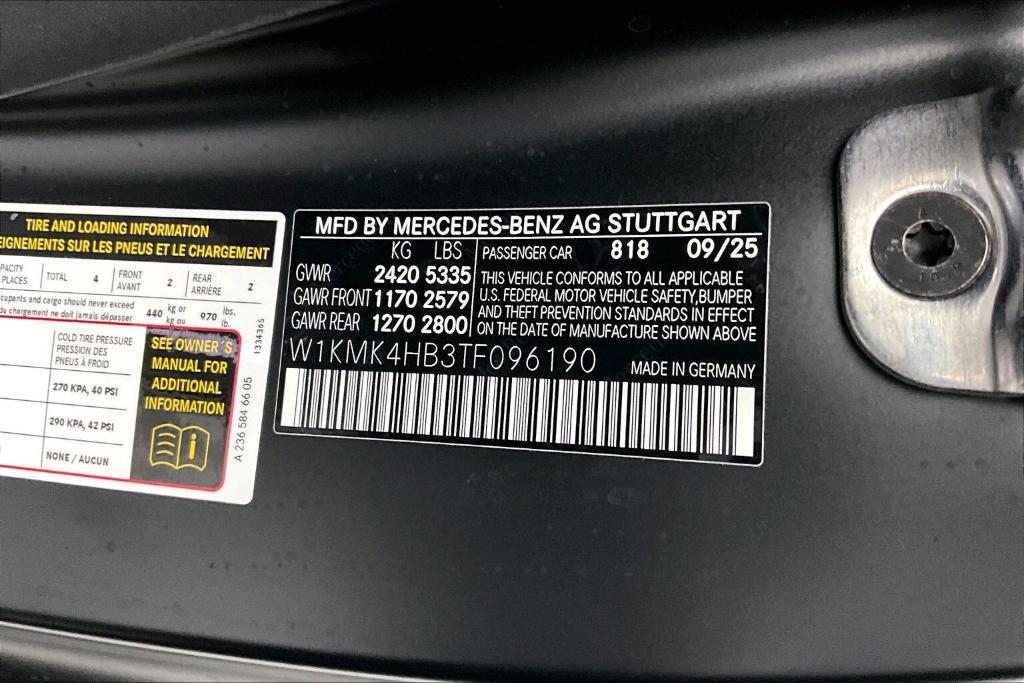 TIRE AND LOADING INFORMATION
EIGNEMENTS SUR LES PNEUS ET LE CHARGEMENT
PACITY
PLACES
TOTAL 4
FRONT
AVANT 2
REAR
ARRIÈRE 2
cupants and cargo should never exceed
du chargement ne doit jamais dépasser
440 kg or
kg ou
970 lbs.
lb.
COLD TIRE PRESSURE
PRESSION DES
PNEUS À FROID
270 KPA, 40 PSI
290 KPA, 42 PSI
NONE / AUCUN
SEE OWNER´S
MANUAL FOR
ADDITIONAL
INFORMATION
1334365
A 236 584 66 05
MFD BY MERCEDES-BENZ AG STUTTGART
KG LBS
GVWR 2420 5335
GAWR FRONT 1170 2579
GAWR REAR 1270 2800
PASSENGER CAR 818 09/25
THIS VEHICLE CONFORMS TO ALL APPLICABLE
U.S. FEDERAL MOTOR VEHICLE SAFETY,BUMPER
AND THEFT PREVENTION STANDARDS IN EFFECT
ON THE DATE OF MANUFACTURE SHOWN ABOVE
W1KMK4HB3TF096190
MADE IN GERMANY